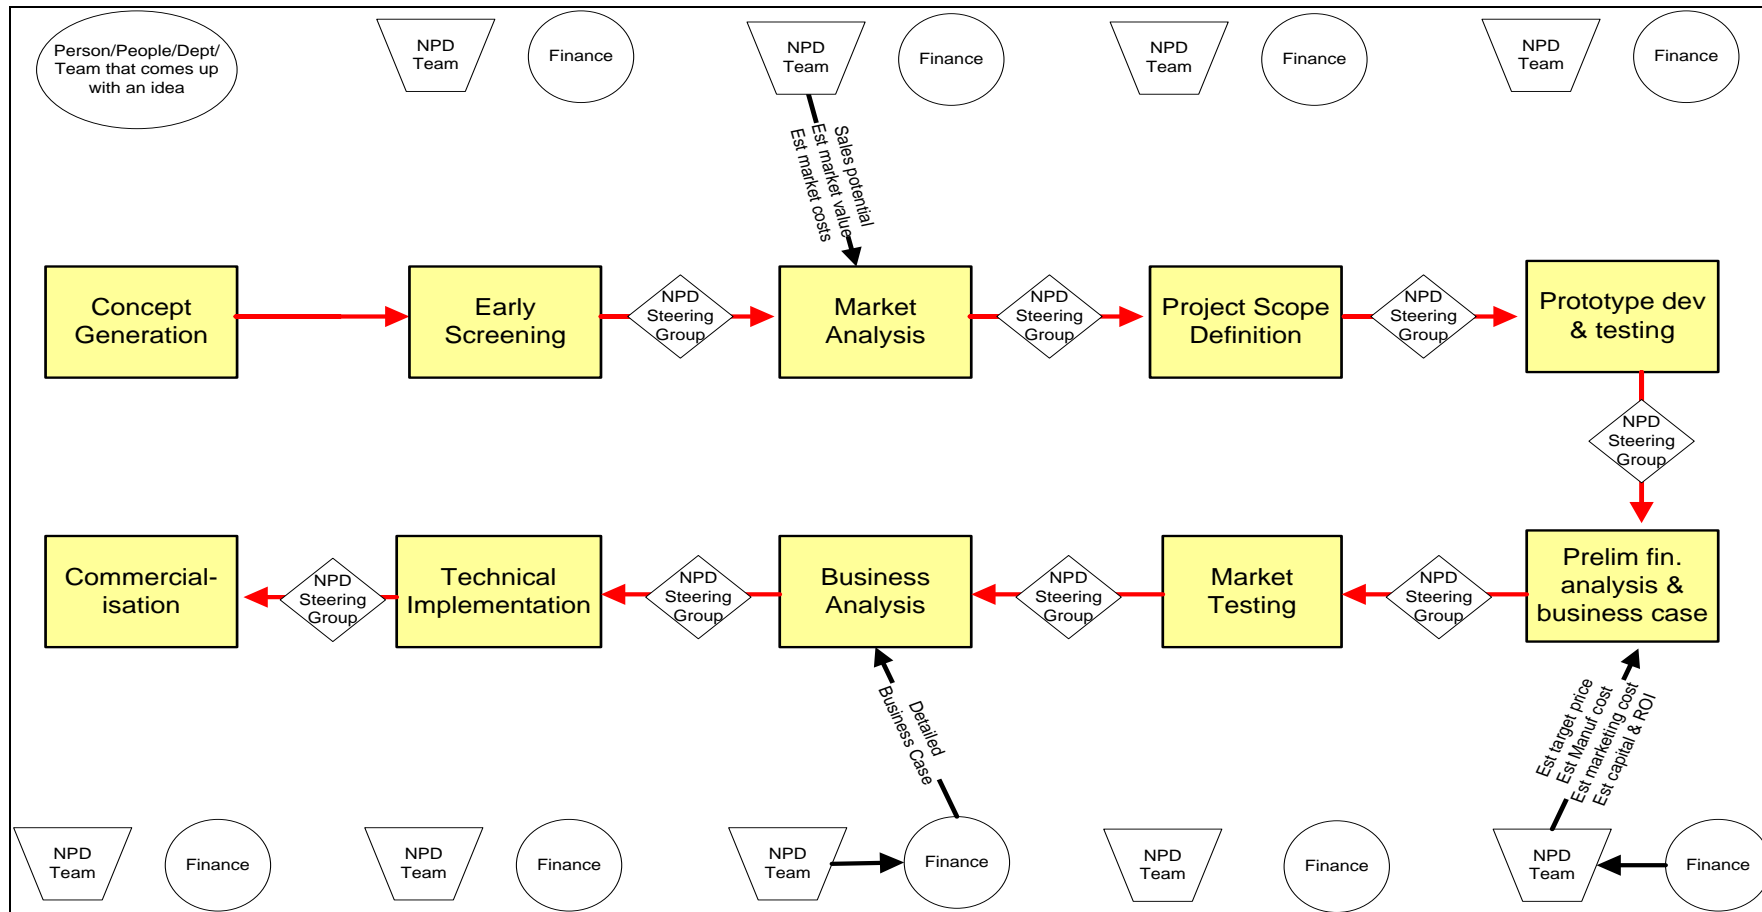 Person/People/Dept/
Team that comes up
with an idea
NPD
Team
Finance
NPD
Team
Finance
NPD
Team
Finance
NPD
Team
Finance
Sales potential
Est market value
Est market costs
Concept
Generation
Early
Screening
NPD
Steering
Group
Market
Analysis
NPD
Steering
Group
Project Scope
Definition
NPD
Steering
Group
Prototype dev
& testing
NPD
Steering
Group
Commercial-
isation
NPD
Steering
Group
Technical
Implementation
NPD
Steering
Group
Business
Analysis
NPD
Steering
Group
Market
Testing
NPD
Steering
Group
Prelim fin.
analysis &
business case
Detailed
Business Case
Est target price
Est Manuf cost
Est marketing cost
Est capital & ROI
NPD
Team
Finance
NPD
Team
Finance
NPD
Team
Finance
NPD
Team
Finance
NPD
Team
Finance